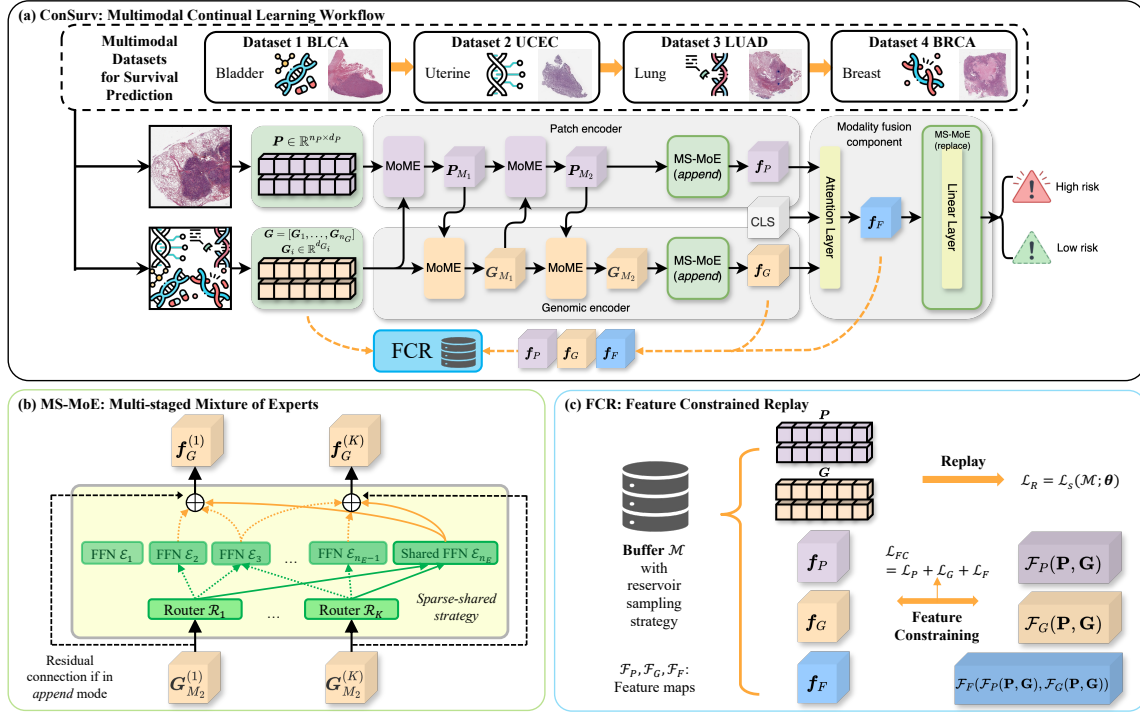 (a) ConSurv: Multimodal Continual Learning Workflow
Multimodal
Datasets
for Survival
Prediction
Dataset 1 BLCA
Bladder
Dataset 2 UCEC
Uterine
Dataset 3 LUAD
Lung
Dataset 4 BRCA
Breast
P ∈ ℝ^{n_P×d_P}
Patch encoder
MoME
P_{M_1}
MoME
P_{M_2}
MS-MoE
(append)
f_P
Modality fusion
component
MS-MoE
(replace)
Attention Layer
CLS
f_F
Linear Layer
High risk
Low risk
G = [G_1, . . . , G_{n_G}]
G_i ∈ ℝ^{d_{G_i}}
MoME
G_{M_1}
MoME
G_{M_2}
MS-MoE
(append)
f_G
Genomic encoder
FCR
f_P
f_G
f_F
(b) MS-MoE: Multi-staged Mixture of Experts
f_G^{(1)}
f_G^{(K)}
FFN ℰ_1
FFN ℰ_2
FFN ℰ_3
...
FFN ℰ_{n_E−1}
Shared FFN ℰ_{n_E}
Router ℛ_1
...
Router ℛ_K
Sparse-shared
strategy
Residual
connection if in
append mode
G_{M_2}^{(1)}
G_{M_2}^{(K)}
(c) FCR: Feature Constrained Replay
P
G
Replay
ℒ_R = ℒ_s(ℳ; θ)
Buffer ℳ
with
reservoir
sampling
strategy
ℱ_P, ℱ_G, ℱ_F:
Feature maps
f_P
f_G
f_F
ℒ_{FC}
= ℒ_P + ℒ_G + ℒ_F
Feature
Constraining
ℱ_P(P, G)
ℱ_G(P, G)
ℱ_F(ℱ_P(P, G), ℱ_G(P, G))